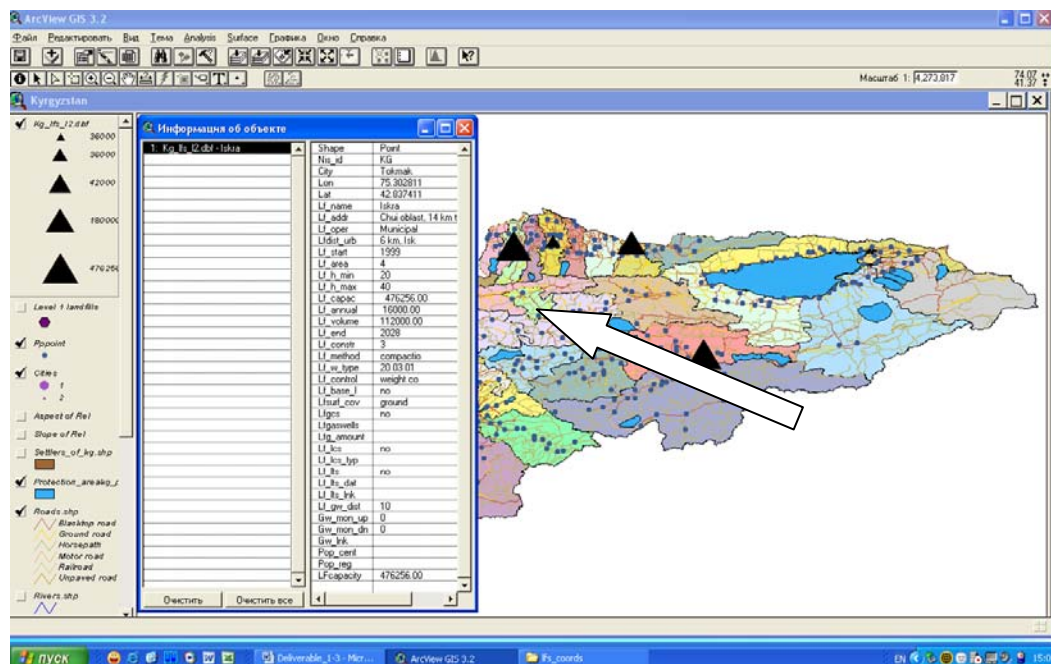 ArcView GIS 3.2
Файл Редактировать Вид Тема Analysis Surface Графика Окно Справка
Масштаб 1: 4,273,817
74.07
41.37
Kyrgyzstan
Kg_lfs_l2.dbf
36000
36000
42000
180000
476256
Level 1 landfills
Pppoint
Cities
1
2
Aspect of Rel
Slope of Rel
Settlers_of_kg.shp
Protection_areakg_p
Roads.shp
Blacktop road
Ground road
Horsepath
Motor road
Railroad
Unpaved road
Rivers.shp
Информация об объекте
1: Kg_lfs_l2.dbf - Iskra
Shape Point
Nis_id KG
City Tokmak
Lon 75.302811
Lat 42.837411
Lf_name Iskra
Lf_addr Chui oblast, 14 km t
Lf_oper Municipal
Lfdist_urb 6 km, Isk
Lf_start 1999
Lf_area 4
Lf_h_min 20
Lf_h_max 40
Lf_capac 476256.00
Lf_annual 16000.00
Lf_volume 112000.00
Lf_end 2028
Lf_constr 3
Lf_method compactio
Lf_w_type 20 03 01
Lf_control weight co
Lf_base_l no
Lfsurf_cov ground
Lfgcs no
Lfgaswells
Lfg_amount
Lf_lcs no
Lf_lcs_typ
Lf_lts no
Lf_lts_dat
Lf_lts_lnk
Lf_gw_dist 10
Gw_mon_up 0
Gw_mon_dn 0
Gw_lnk
Pop_cent
Pop_reg
LFcapacity 476256.00
Очистить Очистить все
пуск
Deliverable_1-3 - Micr...
ArcView GIS 3.2
lfs_coords
EN
15:0